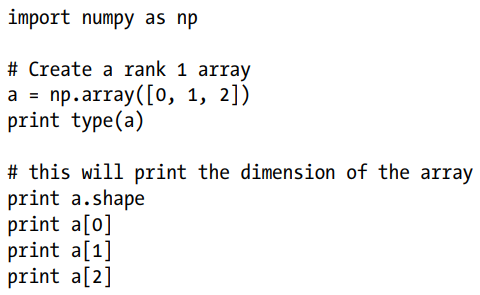 import numpy as np
# Create a rank 1 array
a = np.array([0, 1, 2])
print type(a)
# this will print the dimension of the array
print a.shape
print a[0]
print a[1]
print a[2]